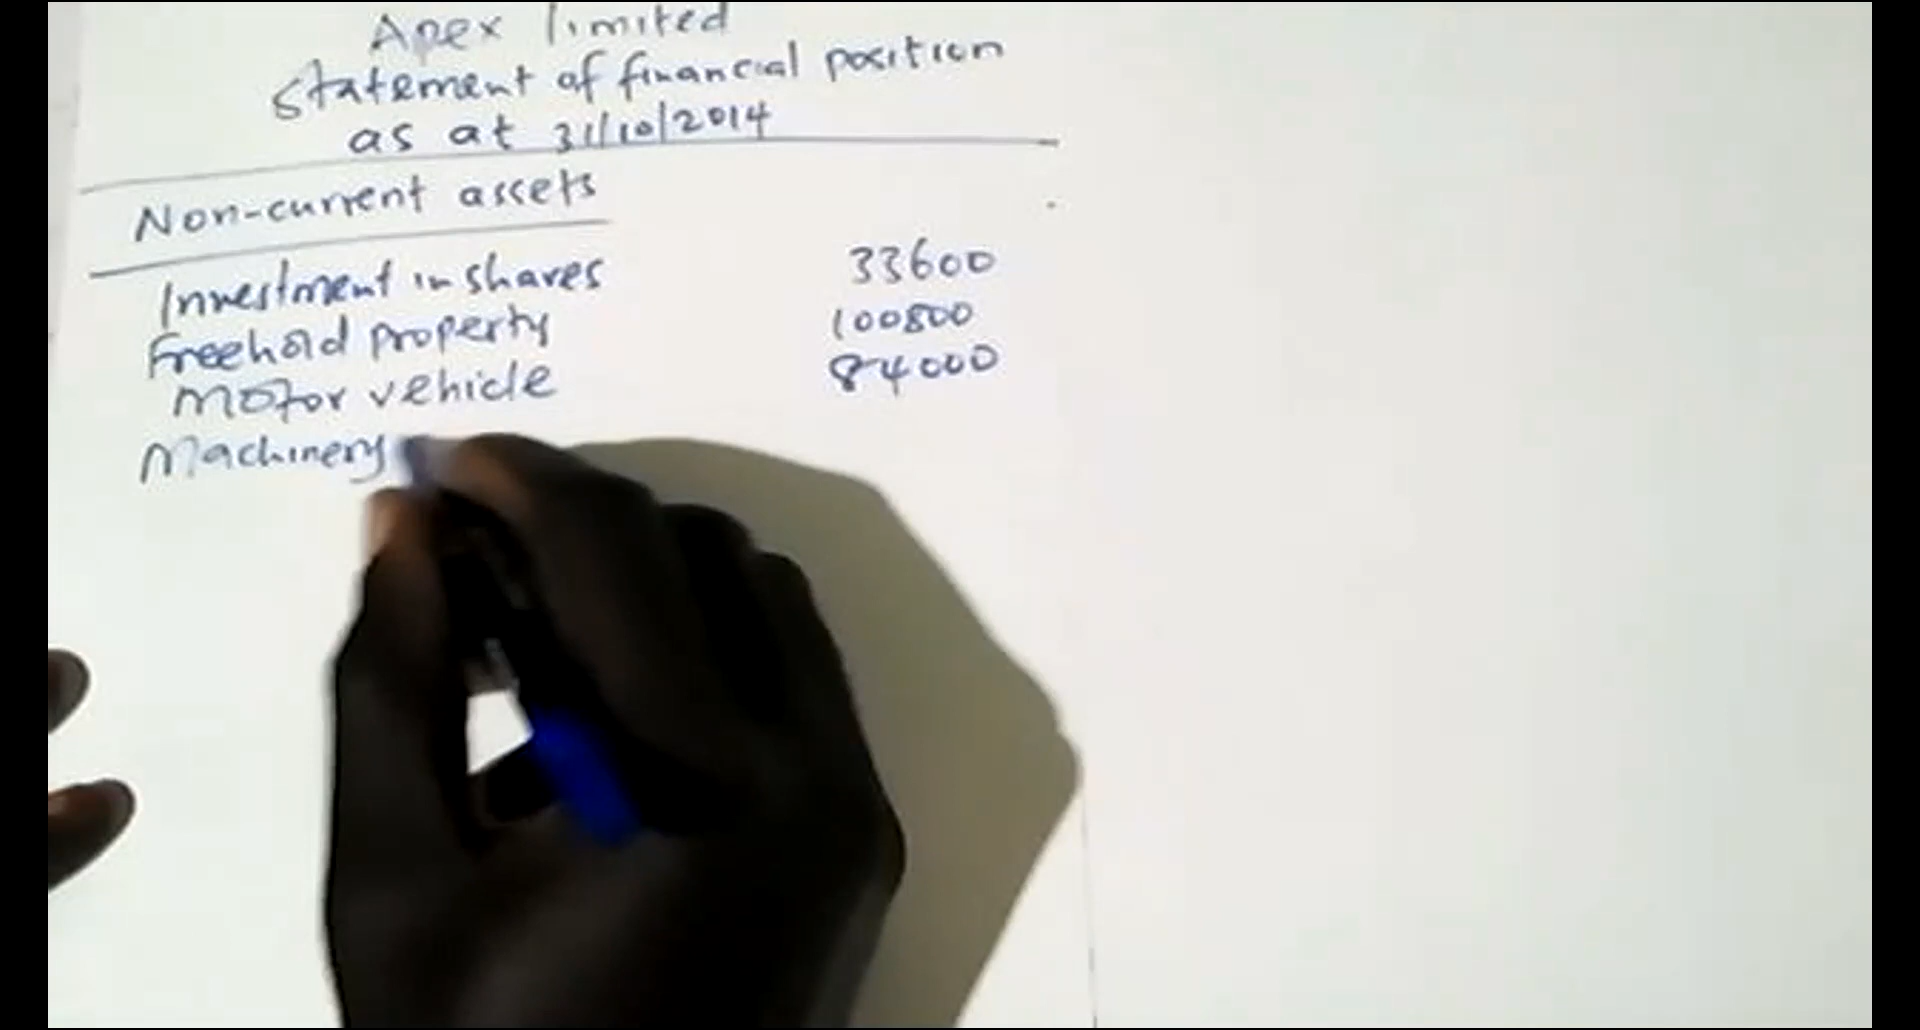 Apex limited
statement of financial position
as at 31/10/2014
Non-current assets
Investment in shares 33600
Freehold property 100800
Motor vehicle 84000
Machinery